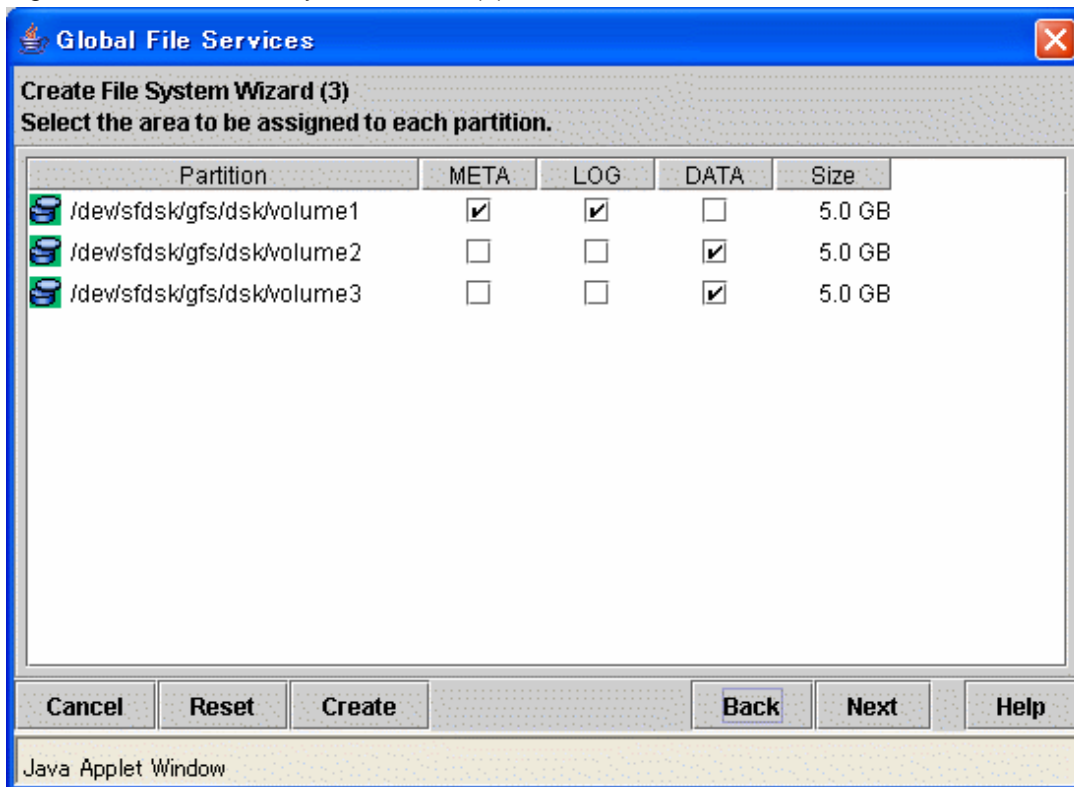 Global File Services
Create File System Wizard (3)
Select the area to be assigned to each partition.
Partition META LOG DATA Size
/dev/sfdsk/gfs/dsk/volume1 5.0 GB
/dev/sfdsk/gfs/dsk/volume2 5.0 GB
/dev/sfdsk/gfs/dsk/volume3 5.0 GB
Cancel Reset Create Back Next Help
Java Applet Window